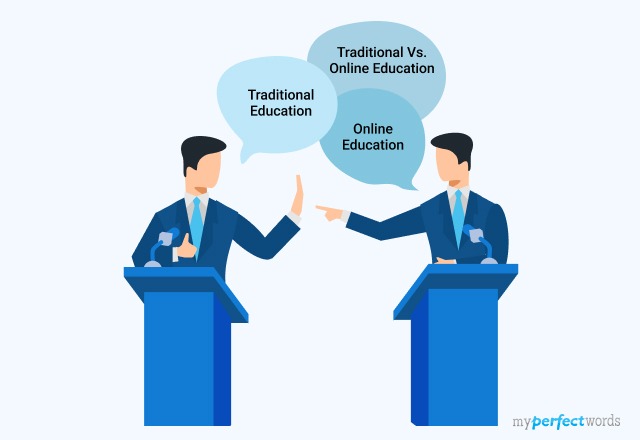 Traditional Vs.
Online Education
Traditional
Education
Online
Education
myperfectwords